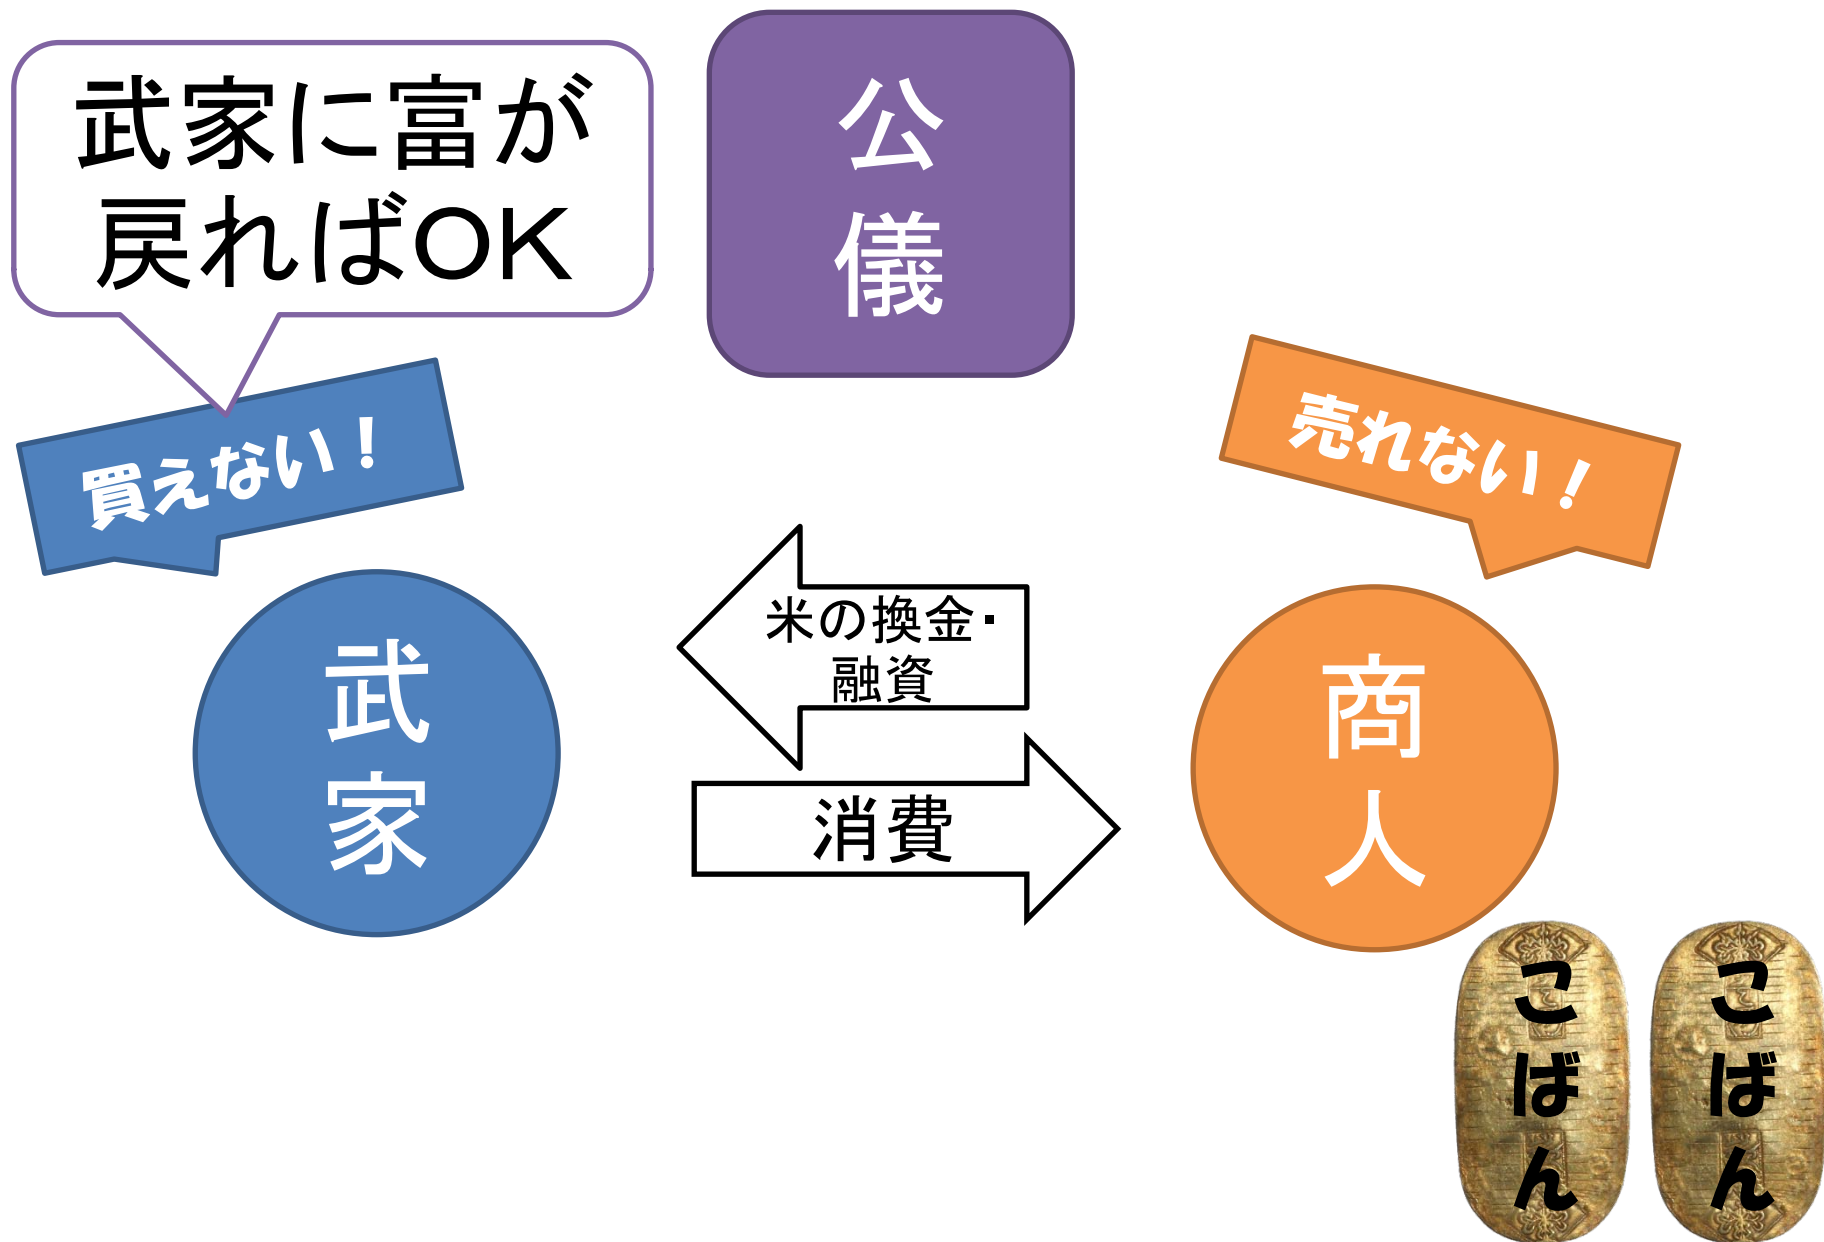 武家に富が
戻ればＯＫ
公
儀
買えない！
売れない！
米の換金・
融資
消費
武
家
商
人
こばん
こばん